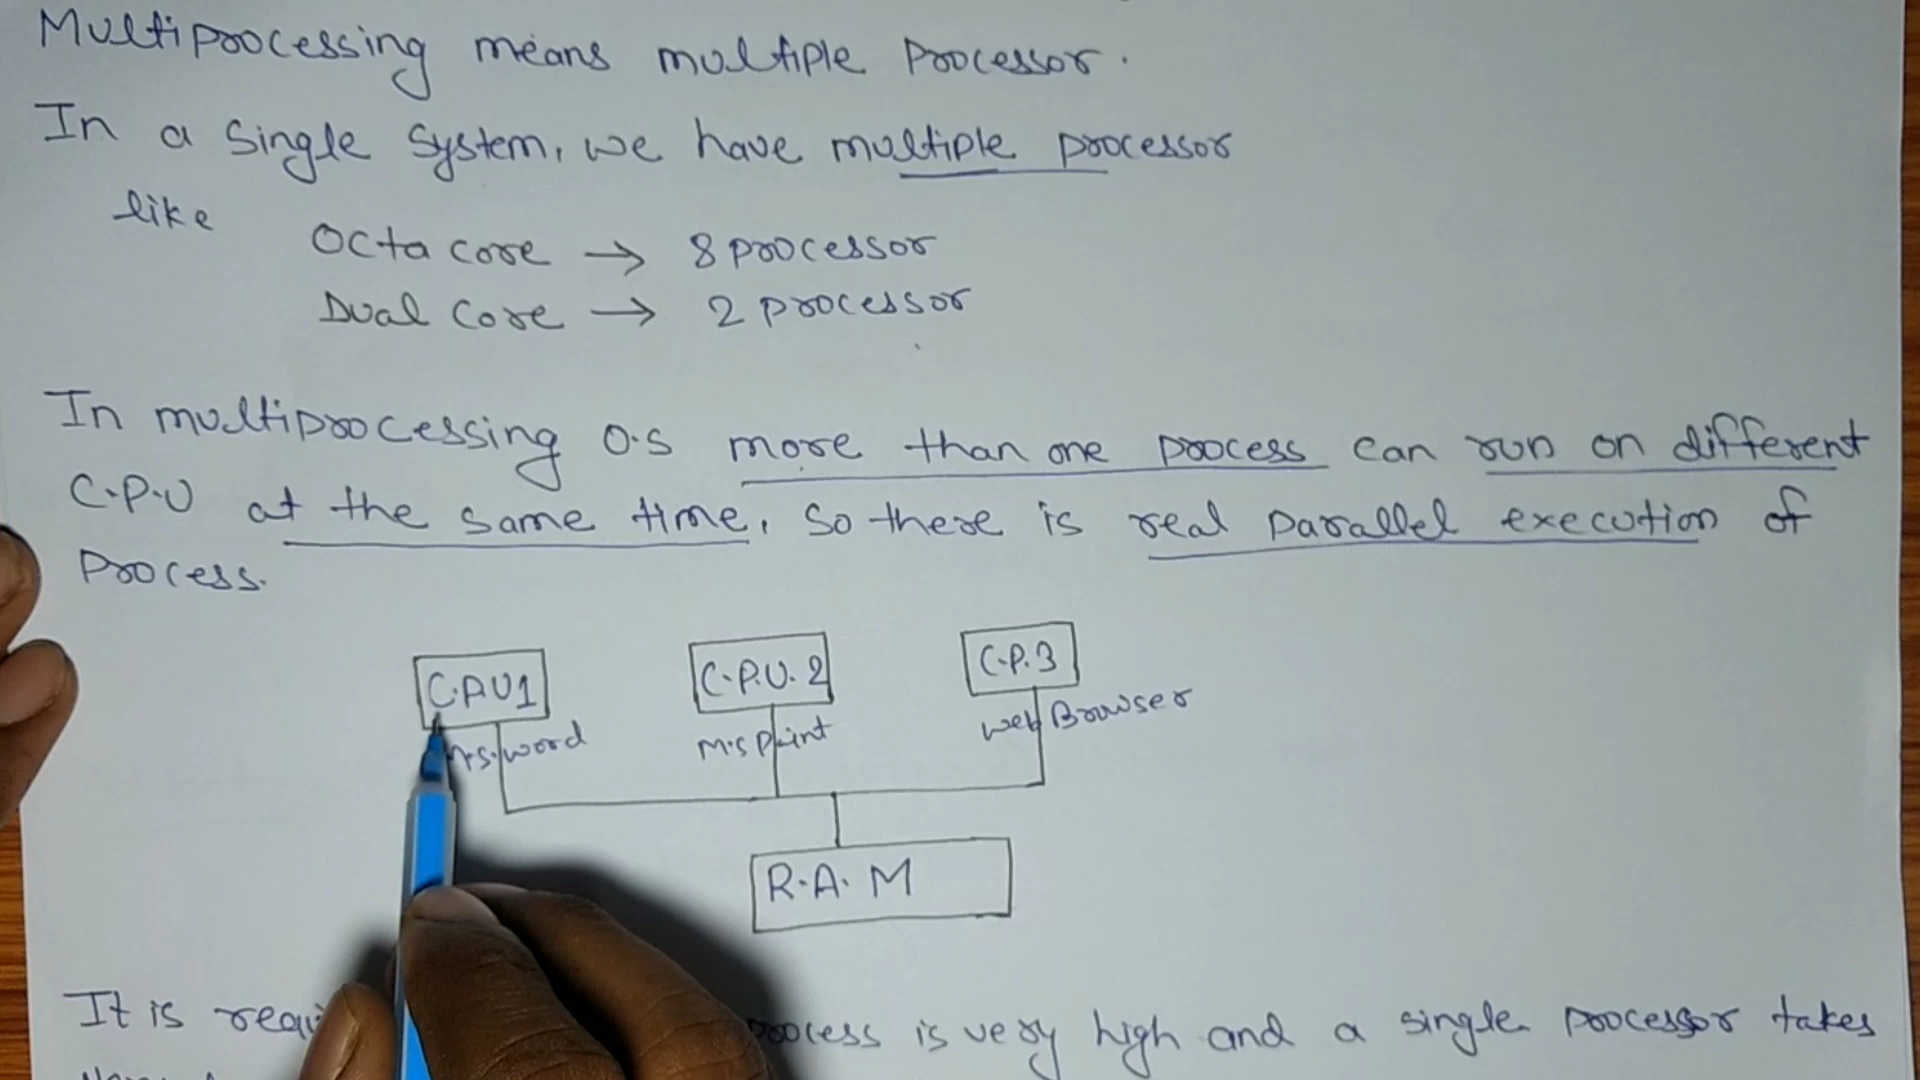 Multiprocessing means multiple processor.
In a single system, we have multiple processor
like
Octa core → 8 processor
Dual core → 2 processor
In multiprocessing O.S more than one process can run on different
C.P.U at the same time, so there is real parallel execution of
process.
C.P.U1 C.P.U.2 C.P.3
M.S.word M.S Paint web Browser
R.A.M
It is process is very high and a single processor takes